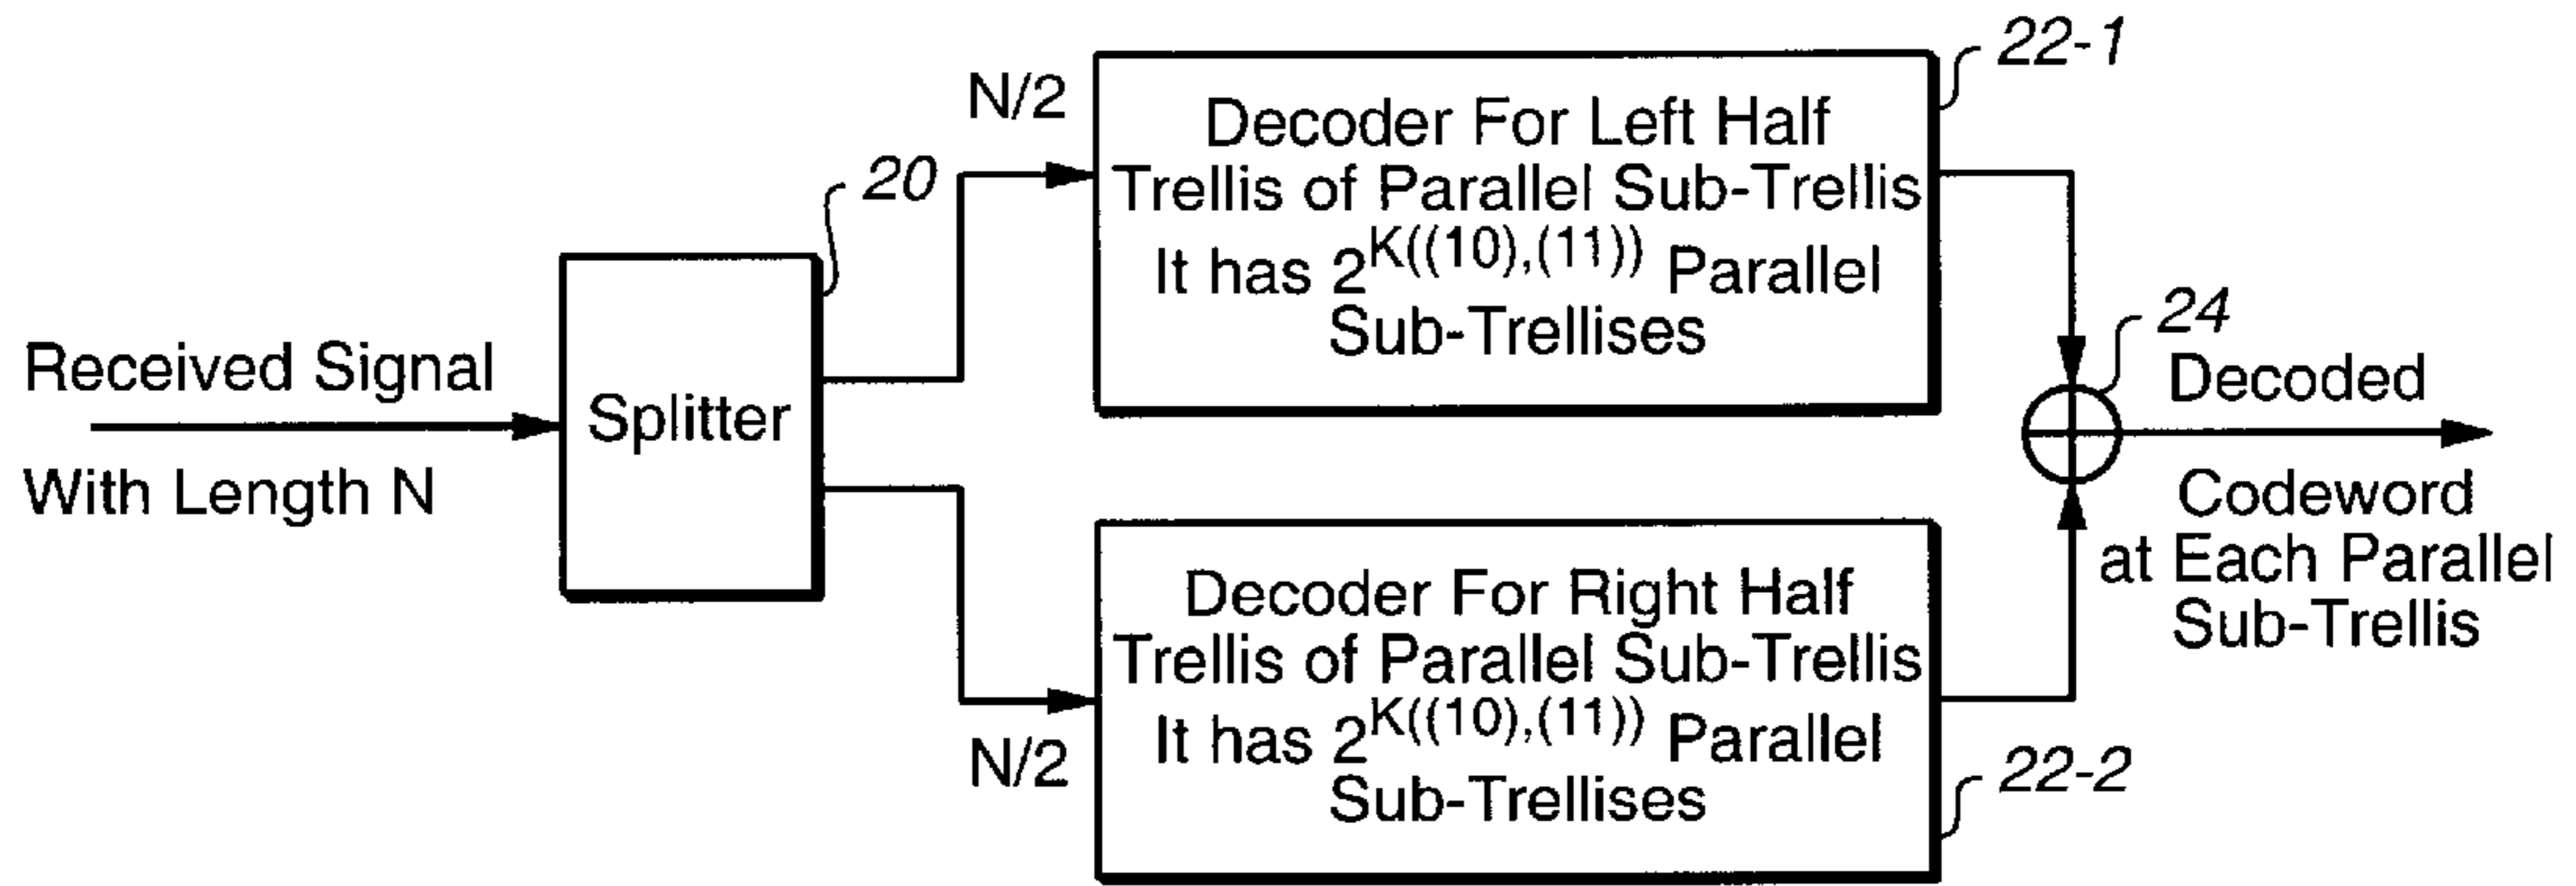 Received Signal
With Length N
Splitter
20
N/2
Decoder For Left Half
Trellis of Parallel Sub-Trellis
It has 2^K((10),(11)) Parallel
Sub-Trellises
22-1
N/2
Decoder For Right Half
Trellis of Parallel Sub-Trellis
It has 2^K((10),(11)) Parallel
Sub-Trellises
22-2
24
Decoded
Codeword
at Each Parallel
Sub-Trellis